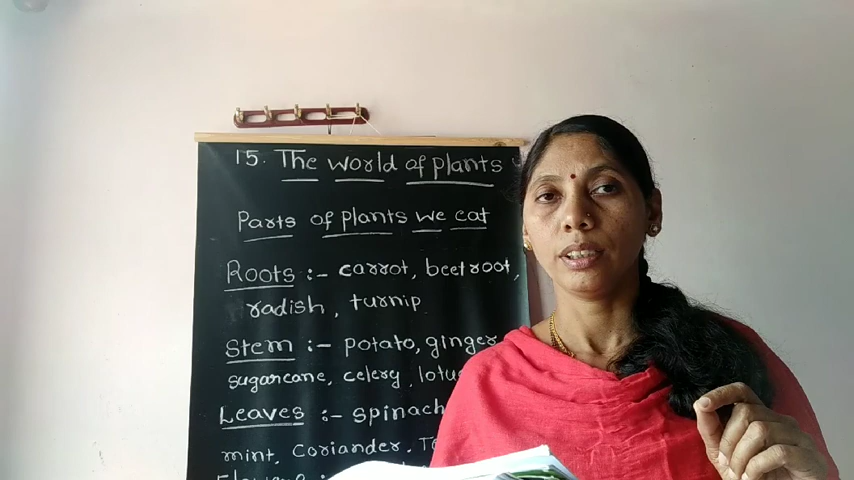 15. The world of plants
Parts of plants we eat
Roots :- carrot, beetroot,
radish, turnip
Stem :- potato, ginger
sugarcane, celery, lotus
Leaves :- spinach
mint, coriander.